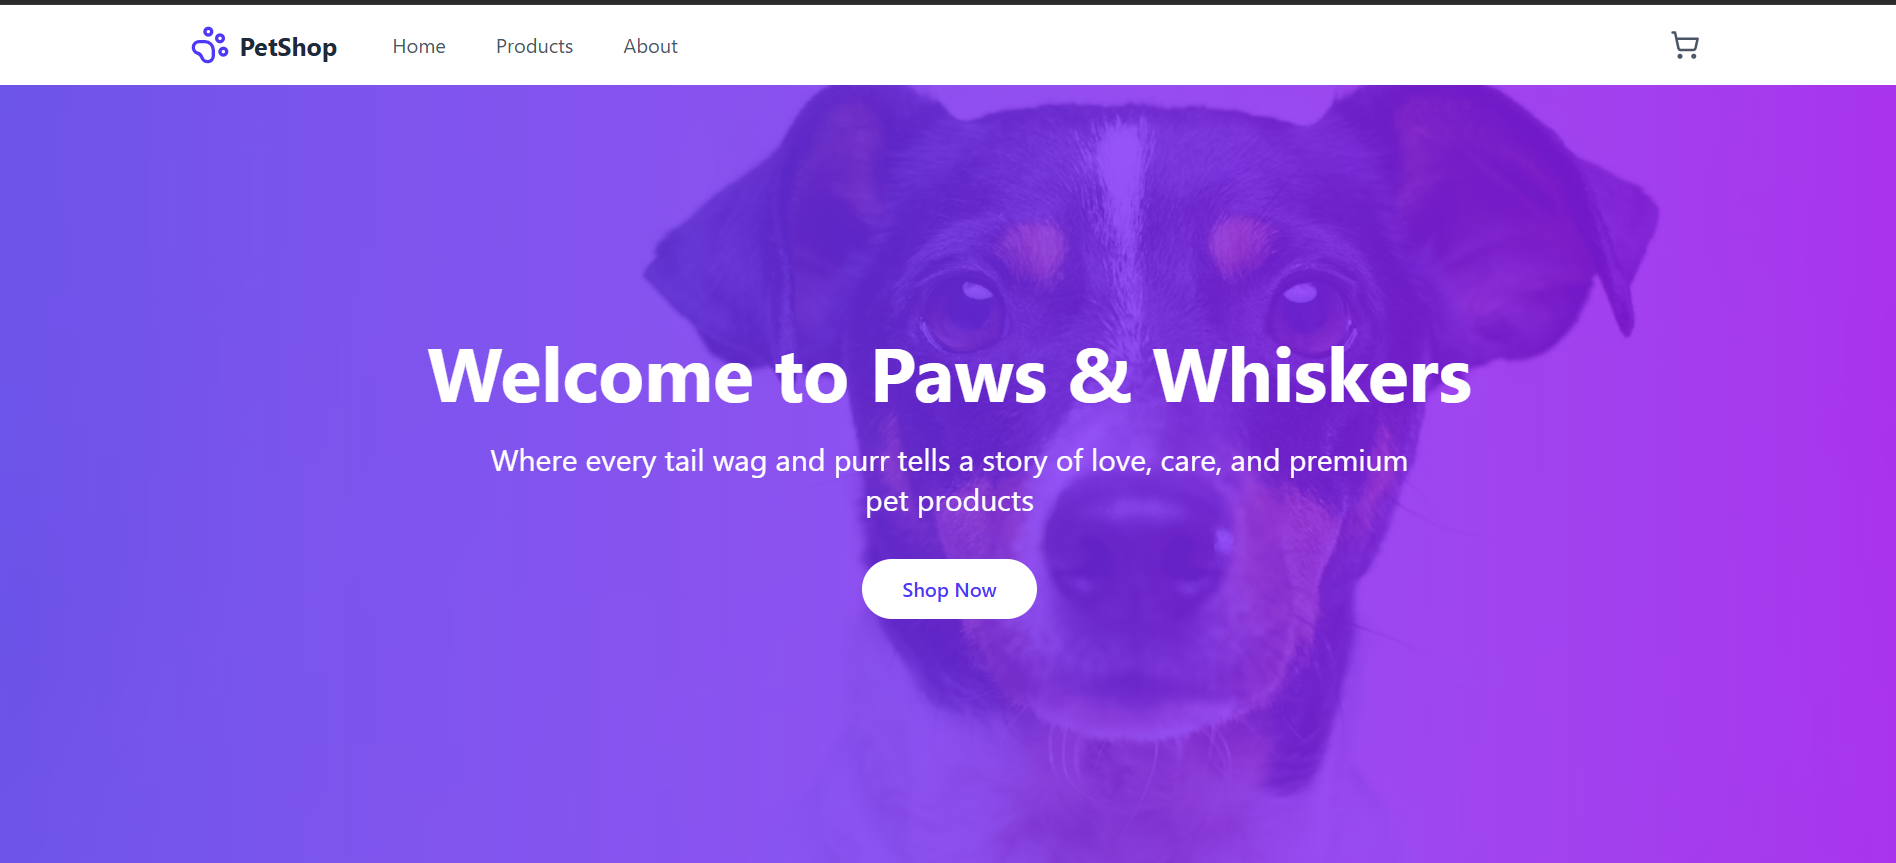 PetShop Home Products About
Welcome to Paws & Whiskers
Where every tail wag and purr tells a story of love, care, and premium
pet products
Shop Now